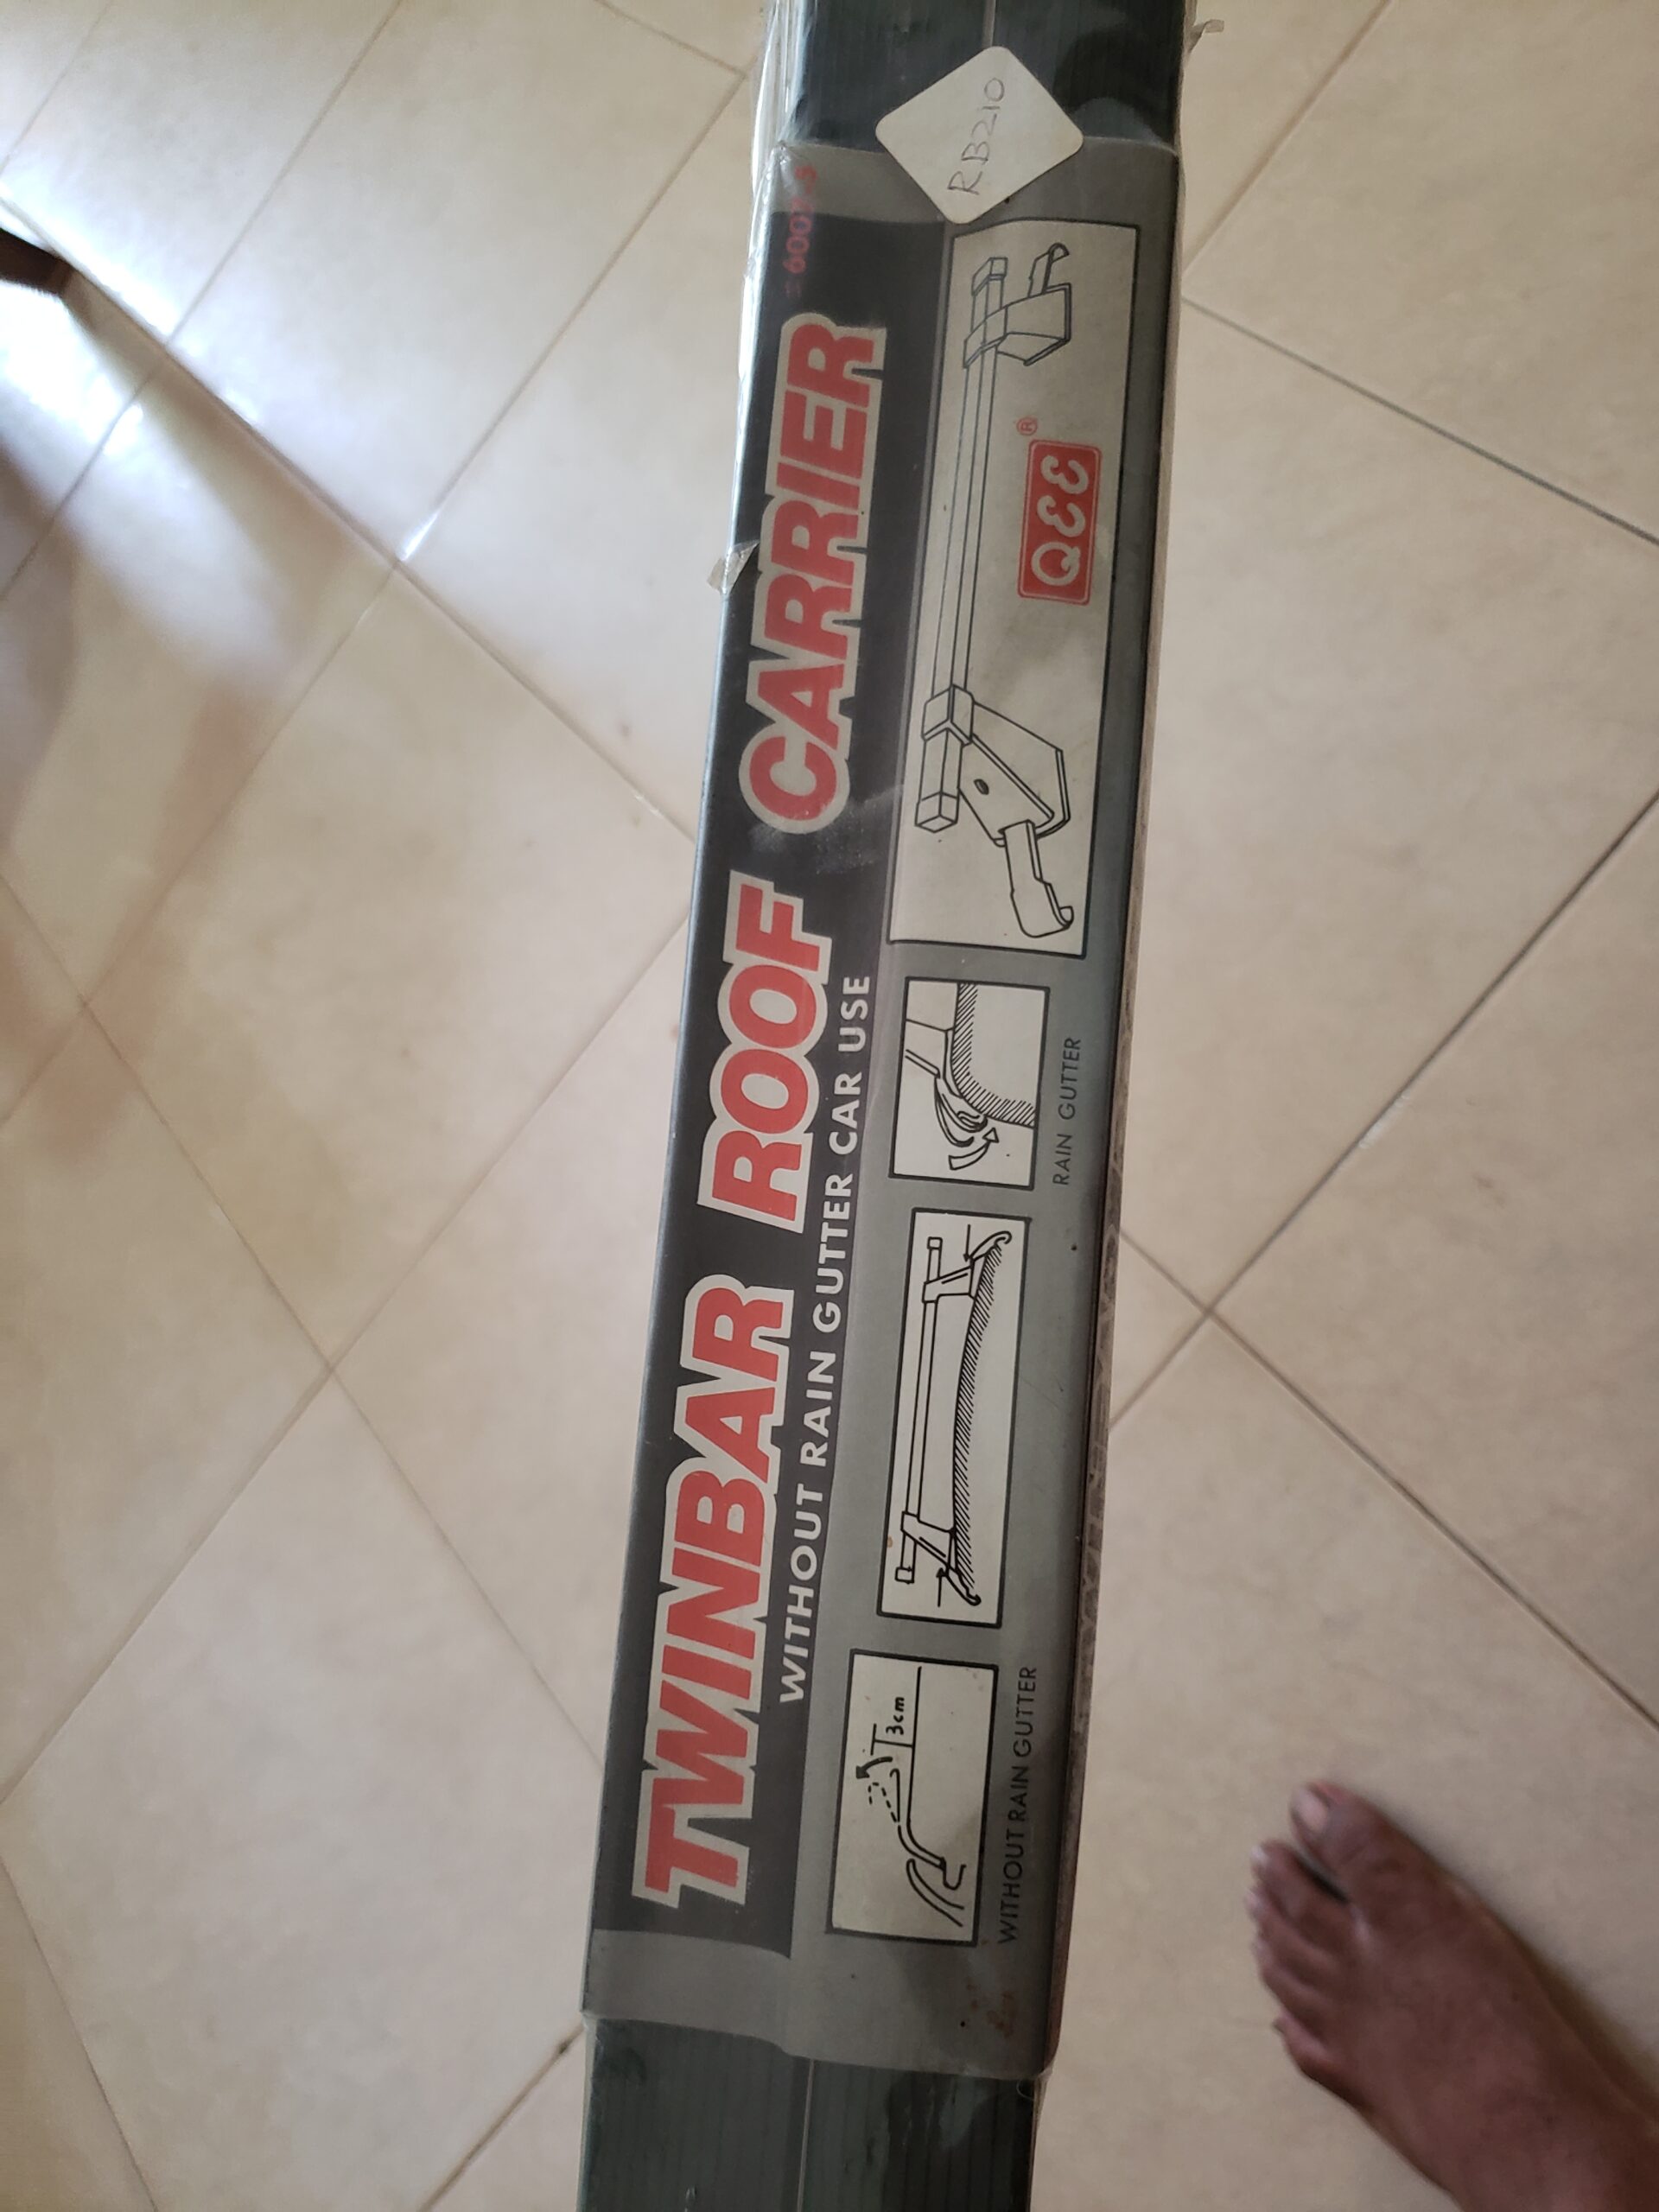 RB210
TWINBAR ROOF CARRIER
WITHOUT RAIN GUTTER CAR USE
QEE®
3cm
WITHOUT RAIN GUTTER
RAIN GUTTER